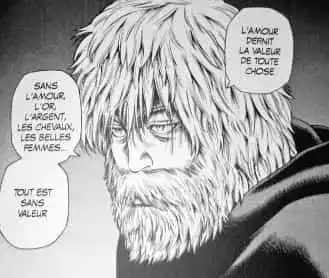 L'AMOUR
DÉFINIT
LA VALEUR
DE TOUTE
CHOSE
SANS
L'AMOUR,
L'OR,
L'ARGENT,
LES CHEVAUX,
LES BELLES
FEMMES...
TOUT EST
SANS
VALEUR